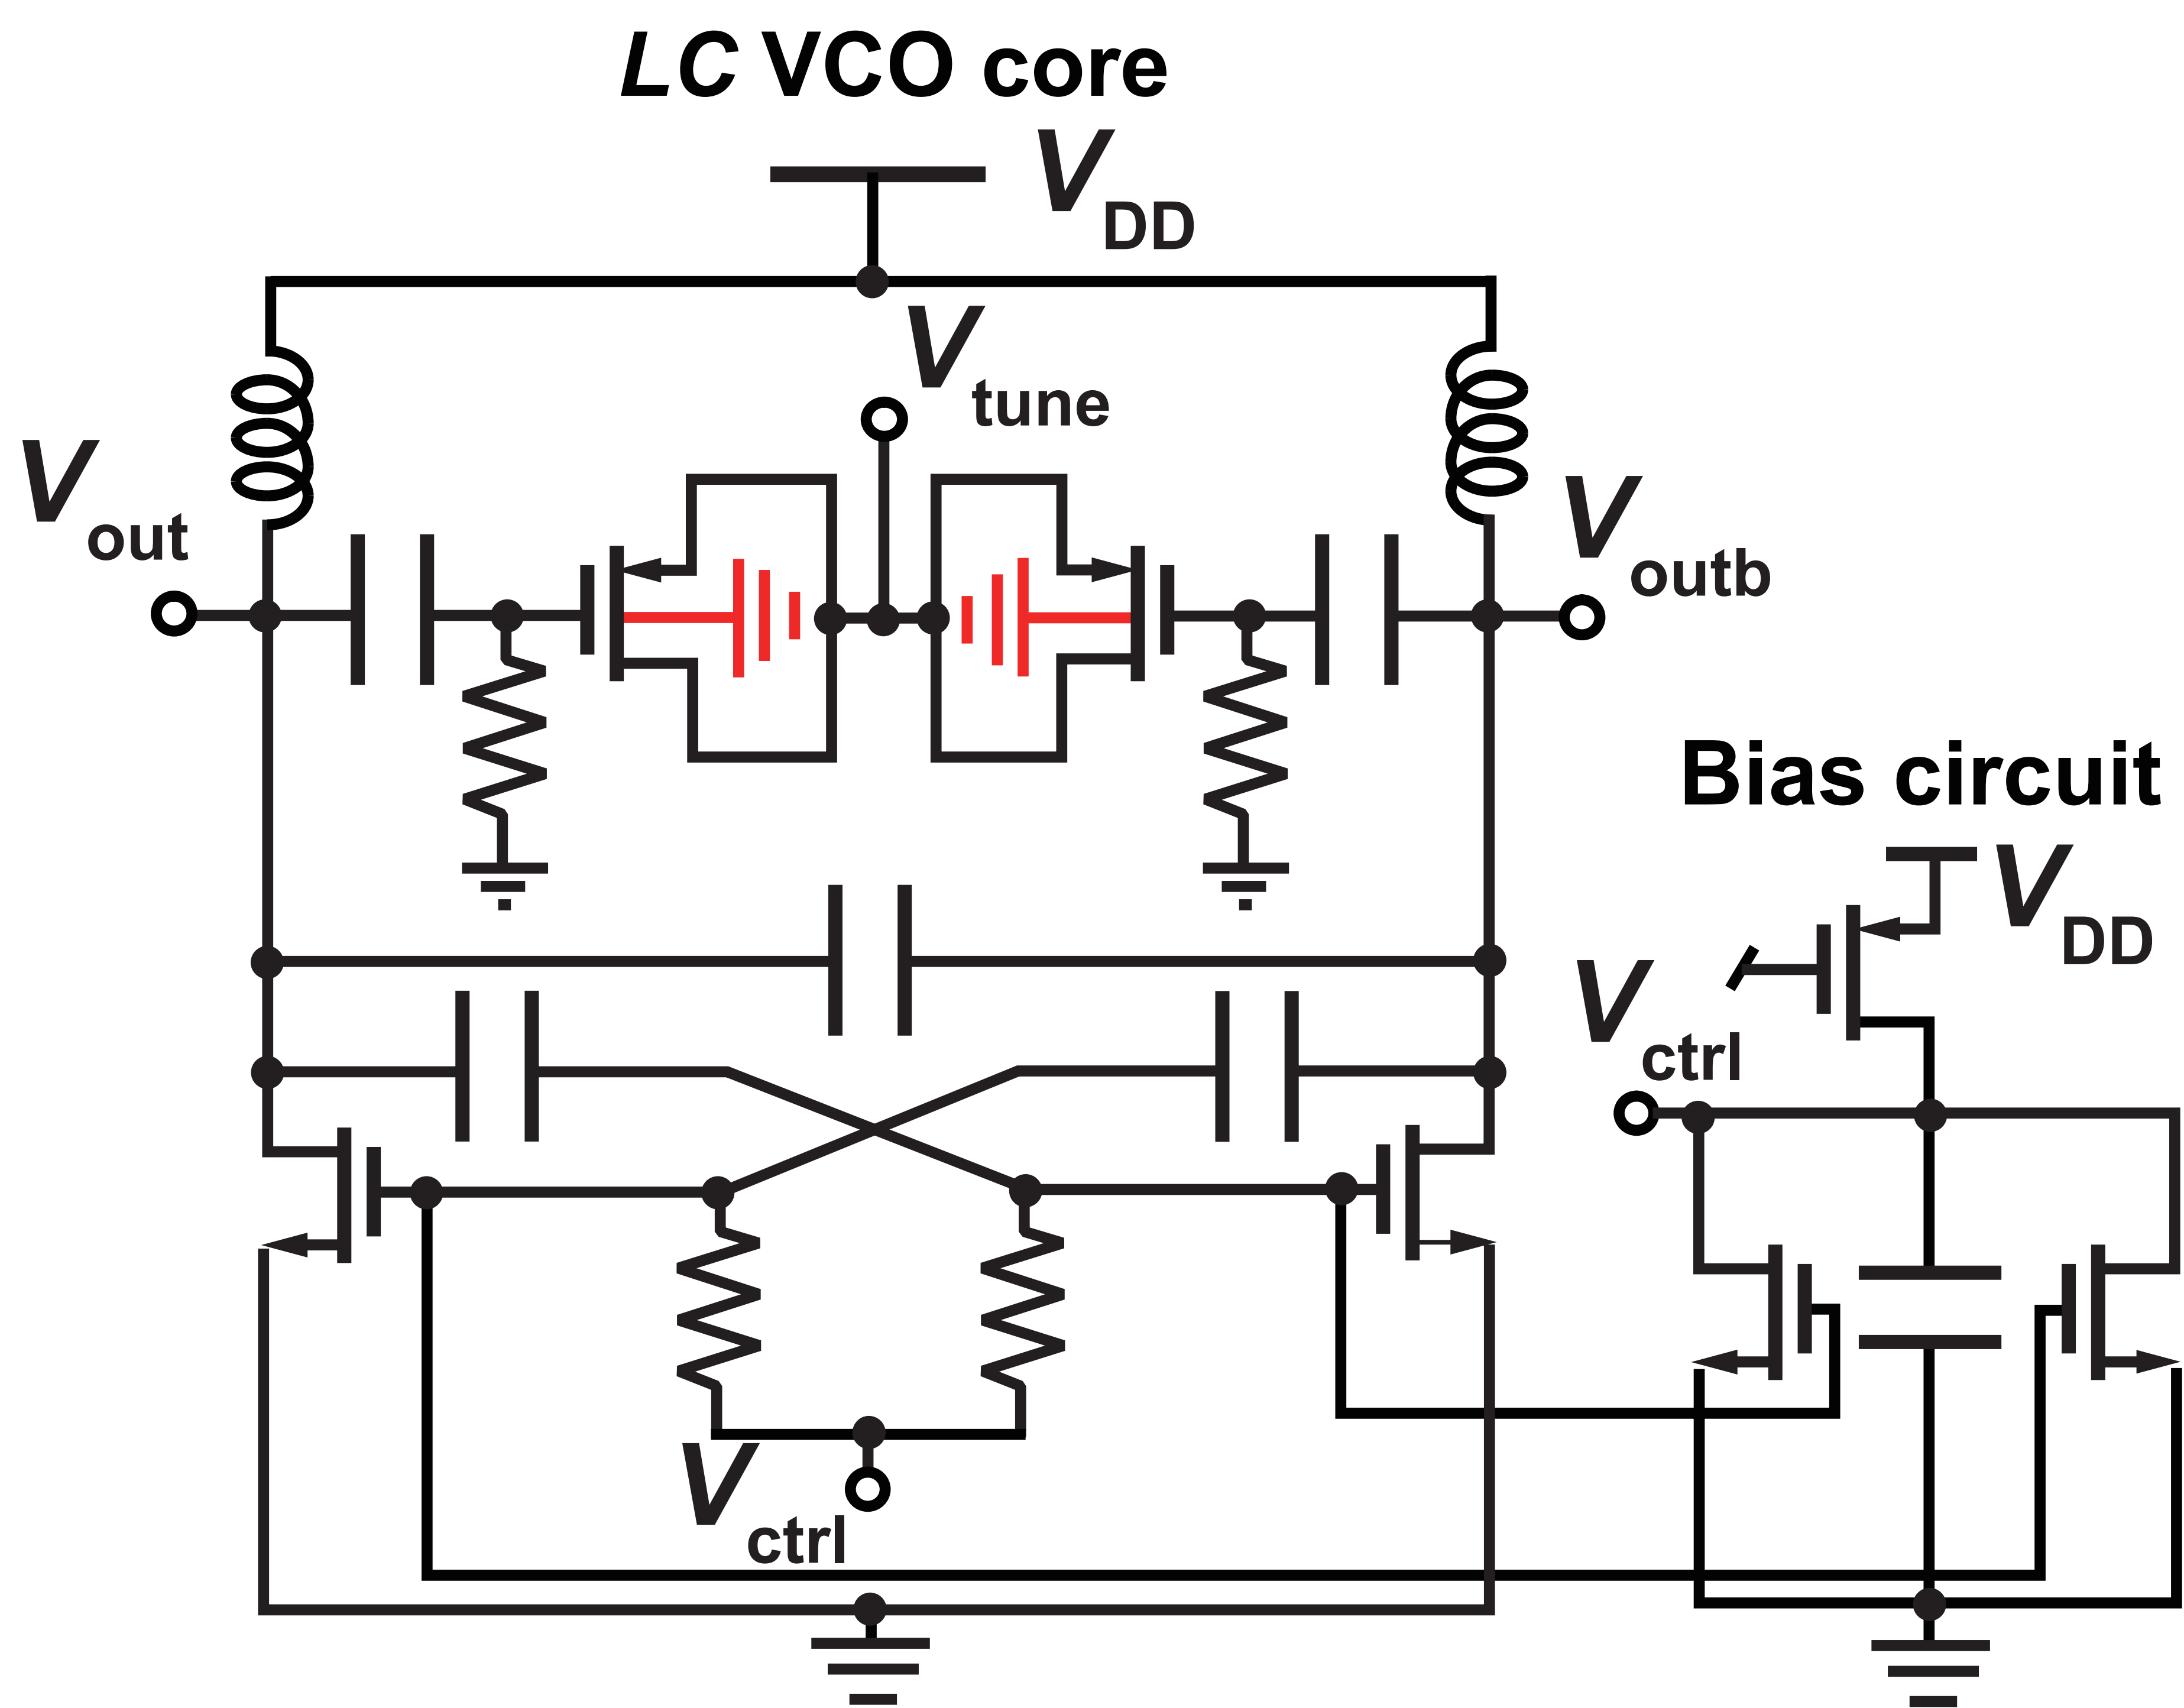 LC VCO core
VDD
Vtune
Vout
Voutb
Bias circuit
VDD
Vctrl
Vctrl